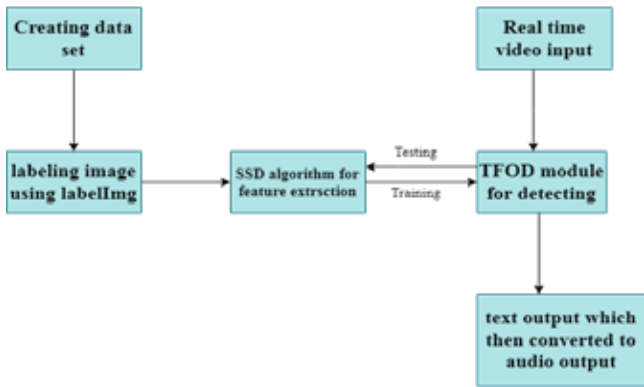 Creating data
set
Real time
video input
labeling image
using labelImg
SSD algorithm for
feature extrsction
Testing
Training
TFOD module
for detecting
text output which
then converted to
audio output